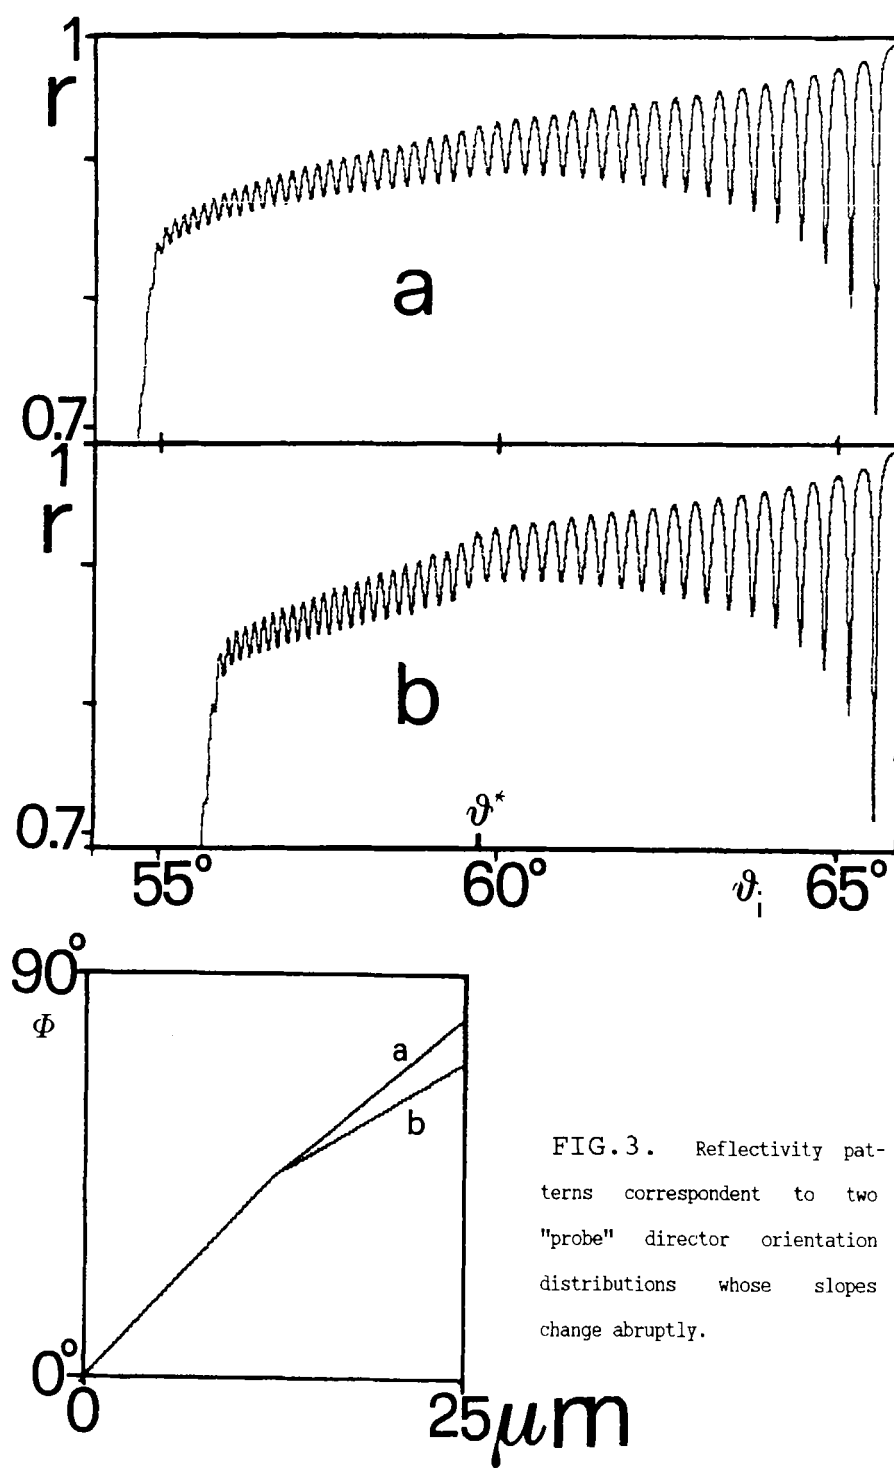 1
r
a
0.7
1
r
b
ϑ*
0.7
55° 60° ϑi 65°
90°
Φ
a
b
0°
0 25μm
FIG.3. Reflectivity pat-
terns correspondent to two
"probe" director orientation
distributions whose slopes
change abruptly.